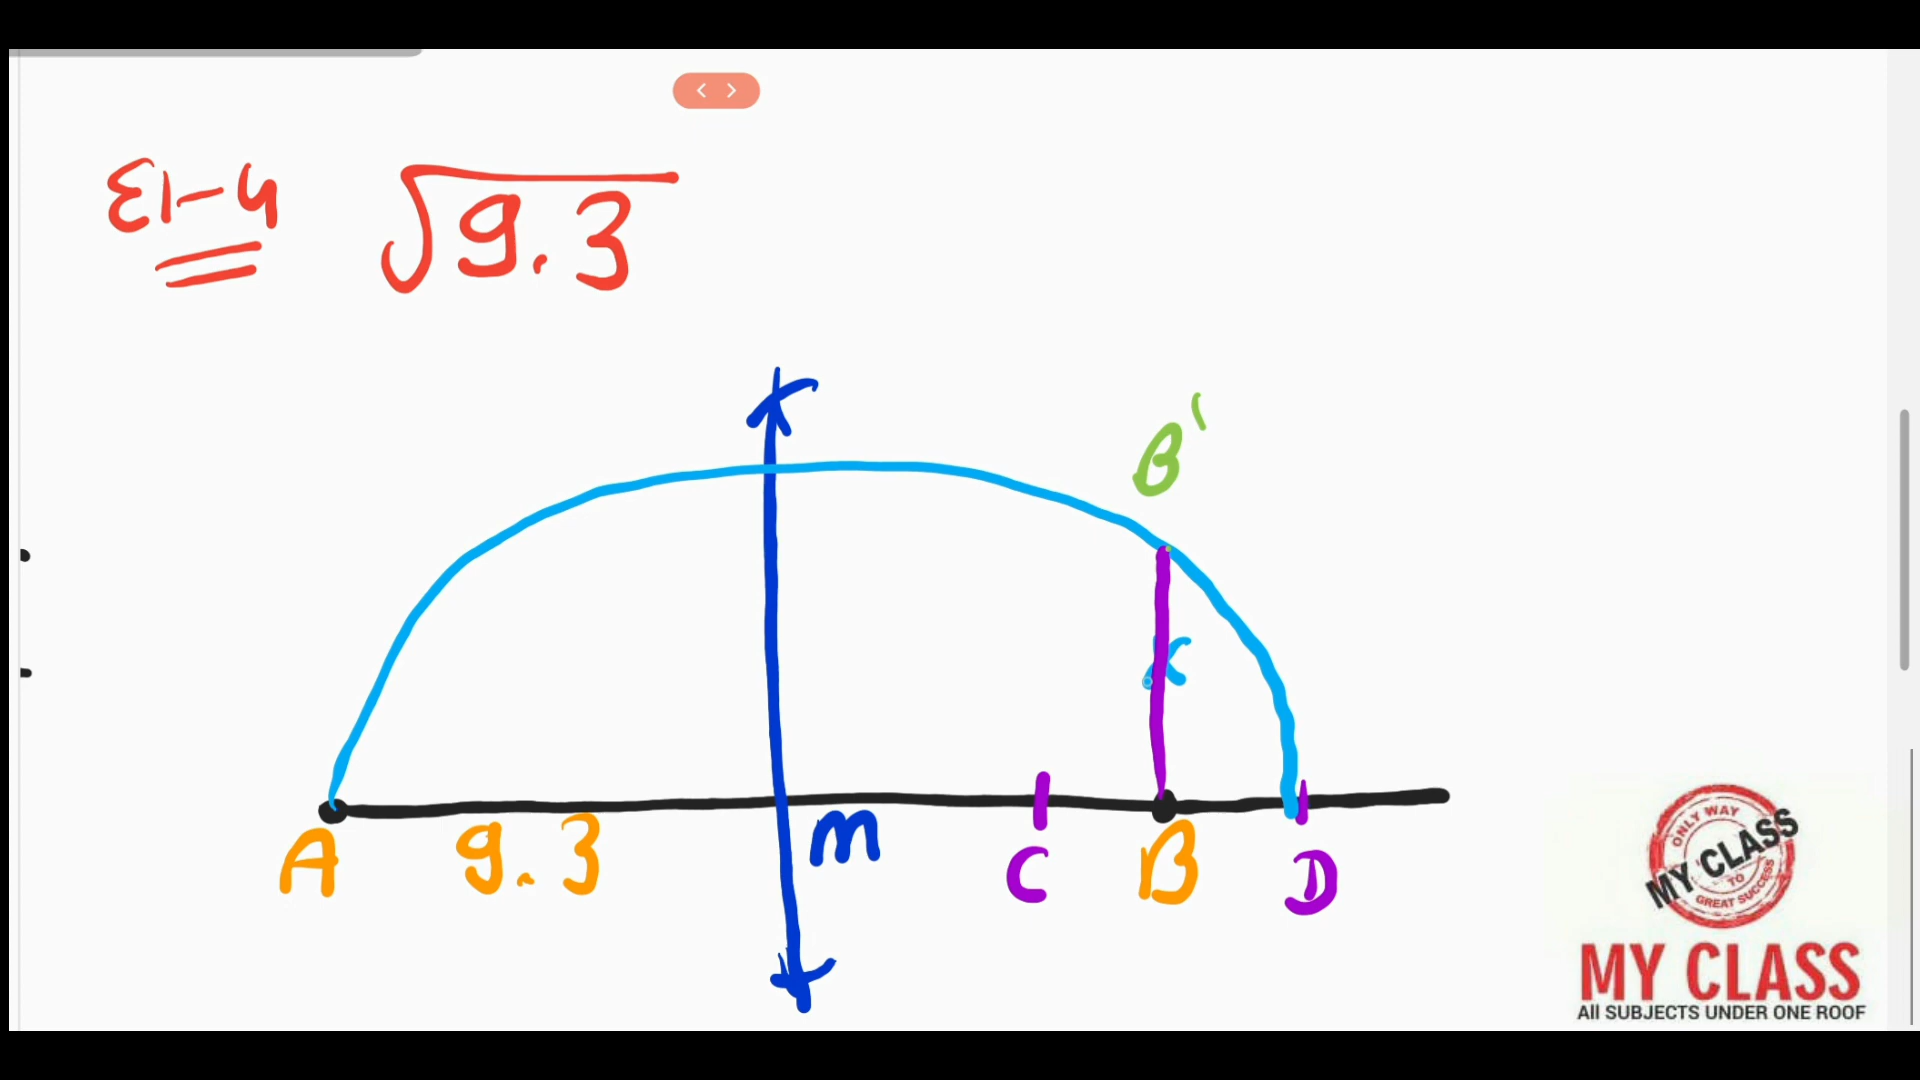 E1-4 √9.3
B'
A 9.3 M C B D
ONLY WAY
MY CLASS
TO
GREAT SUCCESS
MY CLASS
All SUBJECTS UNDER ONE ROOF